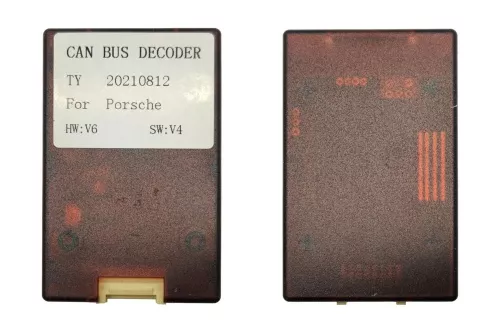 CAN BUS DECODER
TY 20210812
For Porsche
HW:V6 SW:V4